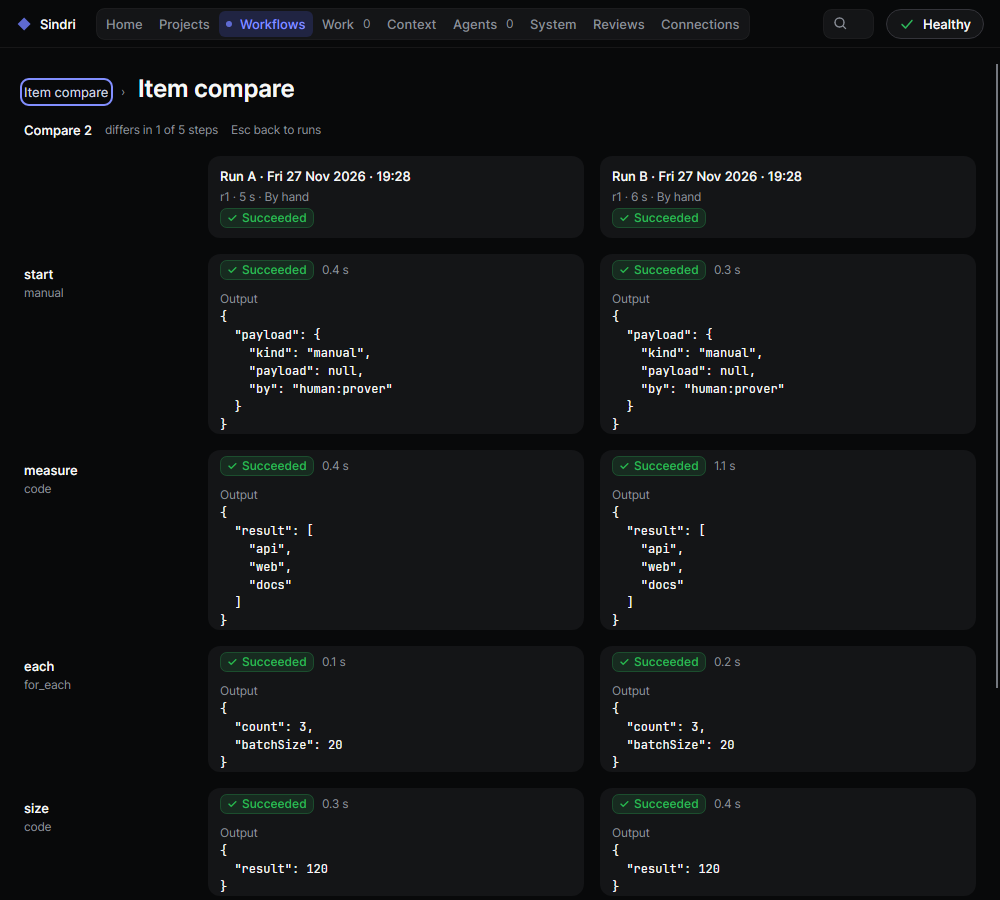 Sindri
Home Projects Workflows Work 0 Context Agents 0 System Reviews Connections
Healthy
Item compare › Item compare
Compare 2 differs in 1 of 5 steps Esc back to runs
Run A · Fri 27 Nov 2026 · 19:28
r1 · 5 s · By hand
Succeeded
Run B · Fri 27 Nov 2026 · 19:28
r1 · 6 s · By hand
Succeeded
start
manual
Succeeded 0.4 s
Output
{
  "payload": {
    "kind": "manual",
    "payload": null,
    "by": "human:prover"
  }
}
Succeeded 0.3 s
Output
{
  "payload": {
    "kind": "manual",
    "payload": null,
    "by": "human:prover"
  }
}
measure
code
Succeeded 0.4 s
Output
{
  "result": [
    "api",
    "web",
    "docs"
  ]
}
Succeeded 1.1 s
Output
{
  "result": [
    "api",
    "web",
    "docs"
  ]
}
each
for_each
Succeeded 0.1 s
Output
{
  "count": 3,
  "batchSize": 20
}
Succeeded 0.2 s
Output
{
  "count": 3,
  "batchSize": 20
}
size
code
Succeeded 0.3 s
Output
{
  "result": 120
}
Succeeded 0.4 s
Output
{
  "result": 120
}